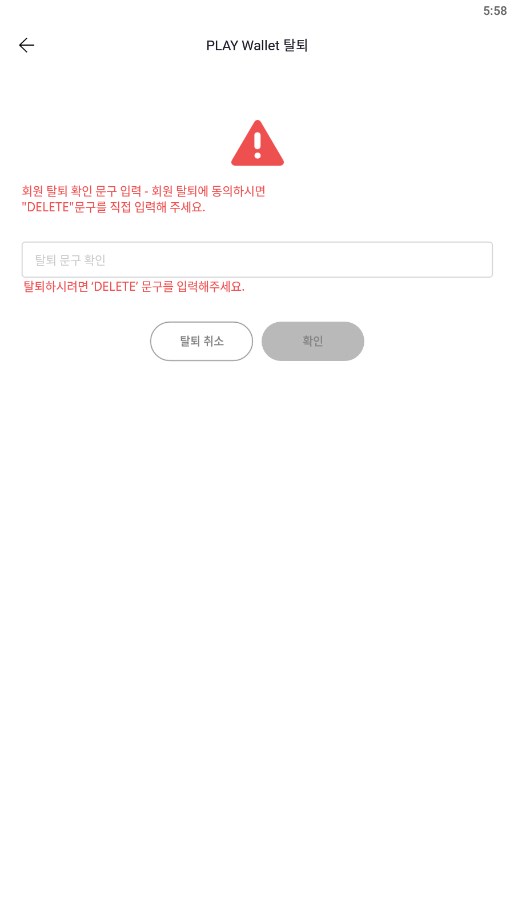 5:58
PLAY Wallet 탈퇴
회원 탈퇴 확인 문구 입력 - 회원 탈퇴에 동의하시면
"DELETE"문구를 직접 입력해 주세요.
탈퇴 문구 확인
탈퇴하시려면 ‘DELETE’ 문구를 입력해주세요.
탈퇴 취소
확인